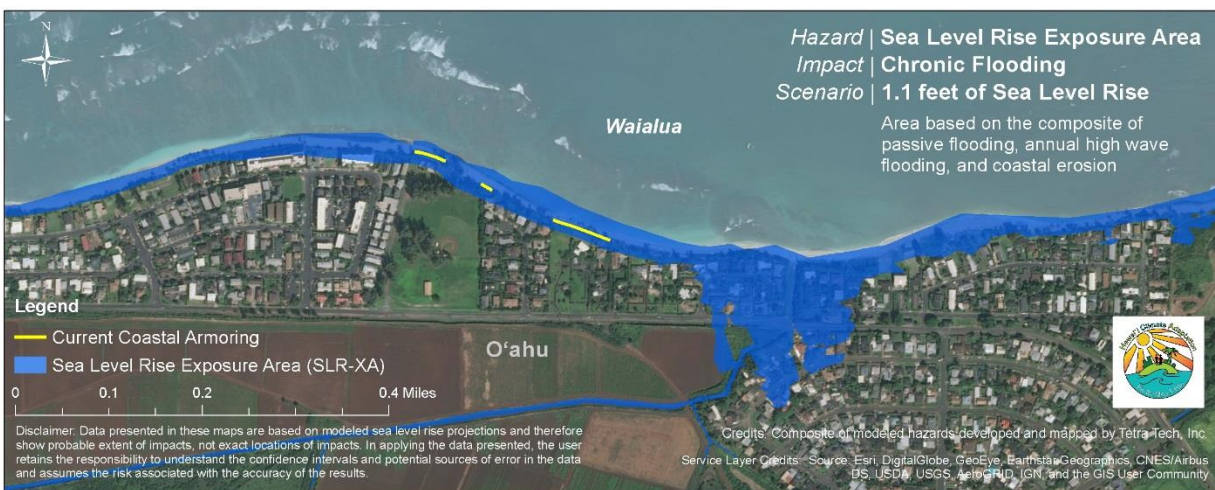 N
Hazard | Sea Level Rise Exposure Area
Impact | Chronic Flooding
Scenario | 1.1 feet of Sea Level Rise
Area based on the composite of
passive flooding, annual high wave
flooding, and coastal erosion
Waialua
Legend
Current Coastal Armoring
Sea Level Rise Exposure Area (SLR-XA)
0 0.1 0.2 0.4 Miles
Oʻahu
Disclaimer: Data presented in these maps are based on modeled sea level rise projections and therefore
show probable extent of impacts, not exact locations of impacts. In applying the data presented, the user
retains the responsibility to understand the confidence intervals and potential sources of error in the data
and assumes the risk associated with the accuracy of the results.
Hawaiʻi Climate Adaptation
Credits: Composite of modeled hazards developed and mapped by Tetra Tech, Inc.
Service Layer Credits: Source: Esri, DigitalGlobe, GeoEye, Earthstar Geographics, CNES/Airbus
DS, USDA, USGS, AeroGRID, IGN, and the GIS User Community